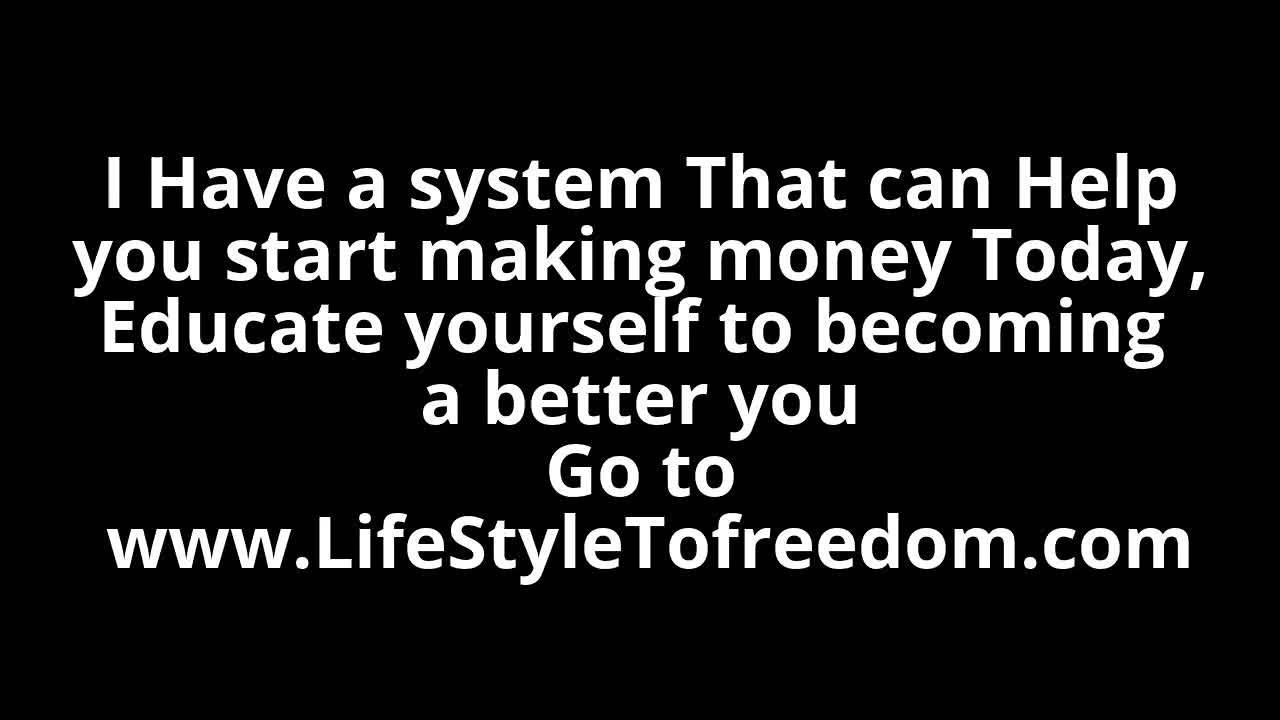 I Have a system That can Help
you start making money Today,
Educate yourself to becoming
a better you
Go to
www.LifeStyleTofreedom.com